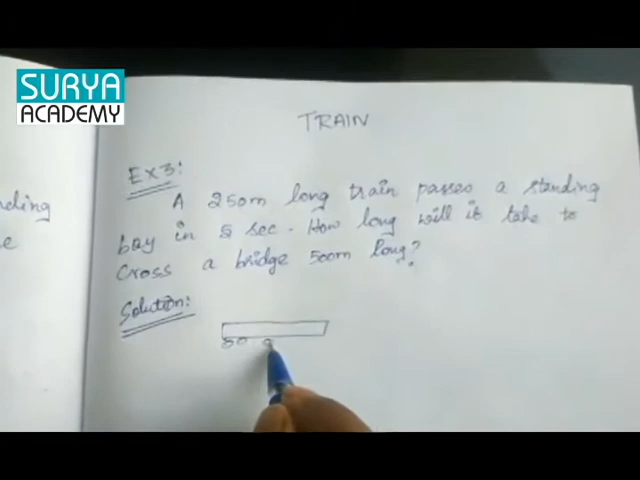 SURYA
ACADEMY
TRAIN
nding
Ex3:
A 250m long train passes a standing
boy in 5 sec. How long will it take to
cross a bridge 500m long?
Solution: